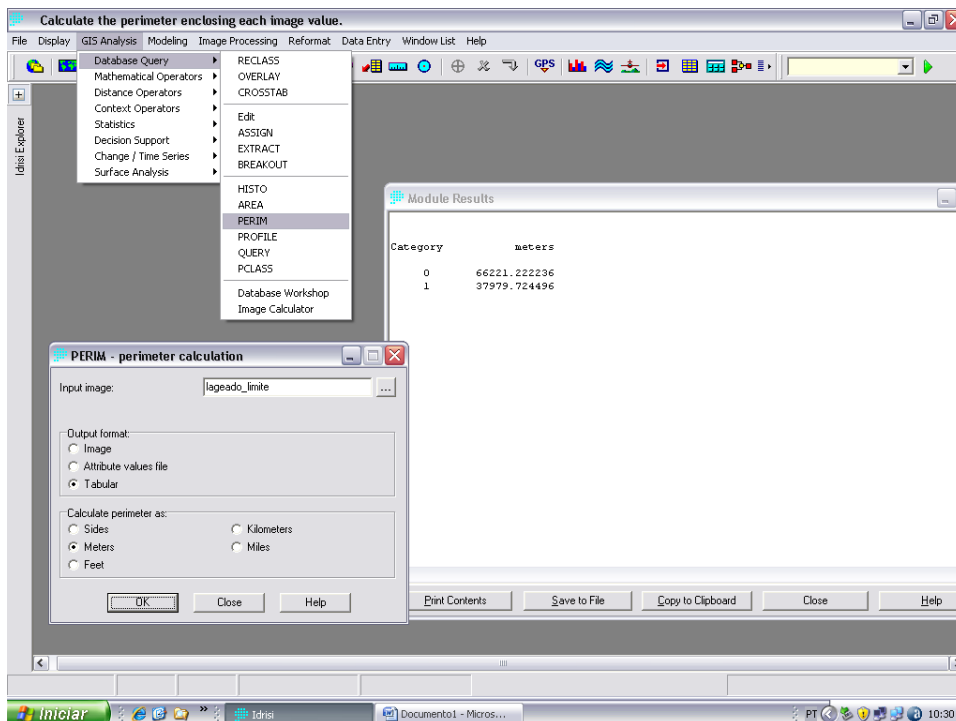 Calculate the perimeter enclosing each image value.
File Display GIS Analysis Modeling Image Processing Reformat Data Entry Window List Help
GPS
Idrisi Explorer
Database Query
Mathematical Operators
Distance Operators
Context Operators
Statistics
Decision Support
Change / Time Series
Surface Analysis
RECLASS
OVERLAY
CROSSTAB
Edit
ASSIGN
EXTRACT
BREAKOUT
HISTO
AREA
PERIM
PROFILE
QUERY
PCLASS
Database Workshop
Image Calculator
Module Results
Category meters
0 66221.222236
1 37979.724496
Print Contents Save to File Copy to Clipboard Close Help
PERIM - perimeter calculation
Input image: lageado_limite ...
Output format:
Image
Attribute values file
Tabular
Calculate perimeter as:
Sides Kilometers
Meters Miles
Feet
OK Close Help
Iniciar » Idrisi Documento1 - Micros... PT 10:30